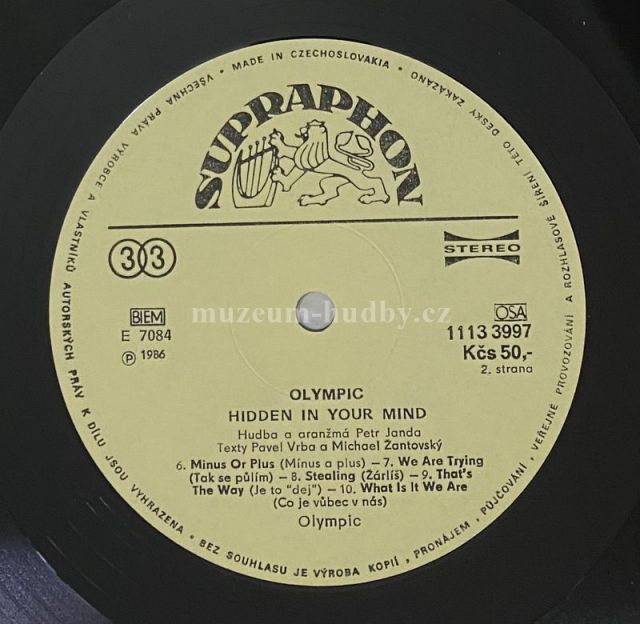 VŠECHNA PRÁVA VÝROBCE A VLASTNÍKŮ AUTORSKÝCH PRÁV K DÍLU JSOU VYHRAZENA • BEZ SOUHLASU JE VÝROBA KOPIÍ, PRONÁJEM, PŮJČOVÁNÍ, VEŘEJNÉ PROVOZOVÁNÍ A ROZHLASOVÉ ŠÍŘENÍ TÉTO DESKY ZAKÁZÁNO • MADE IN CZECHOSLOVAKIA •
SUPRAPHON
33
STEREO
muzeum-hudby.cz
BIEM
OSA
E 7084
1113 3997
℗ 1986
Kčs 50,-
2. strana
OLYMPIC
HIDDEN IN YOUR MIND
Hudba a aranžmá Petr Janda
Texty Pavel Vrba a Michael Žantovský
6. Minus Or Plus (Mínus a plus) – 7. We Are Trying
(Tak se půlím) – 8. Stealing (Žárlíš) – 9. That's
The Way (Je to "dej") – 10. What Is It We Are
(Co je vůbec v nás)
Olympic